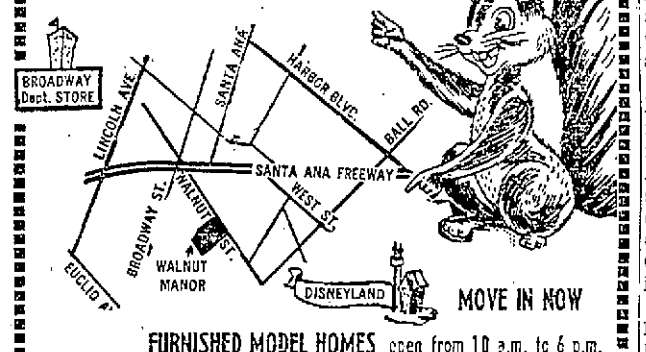 BROADWAY
Dept. STORE
LINCOLN AVE.
SANTA ANA
HARBOR BLVD.
BALL RD.
SANTA ANA FREEWAY
WEST ST.
BROADWAY ST.
WALNUT ST.
WALNUT
MANOR
EUCLID
DISNEYLAND
MOVE IN NOW
FURNISHED MODEL HOMES open from 10 a.m. to 6 p.m.